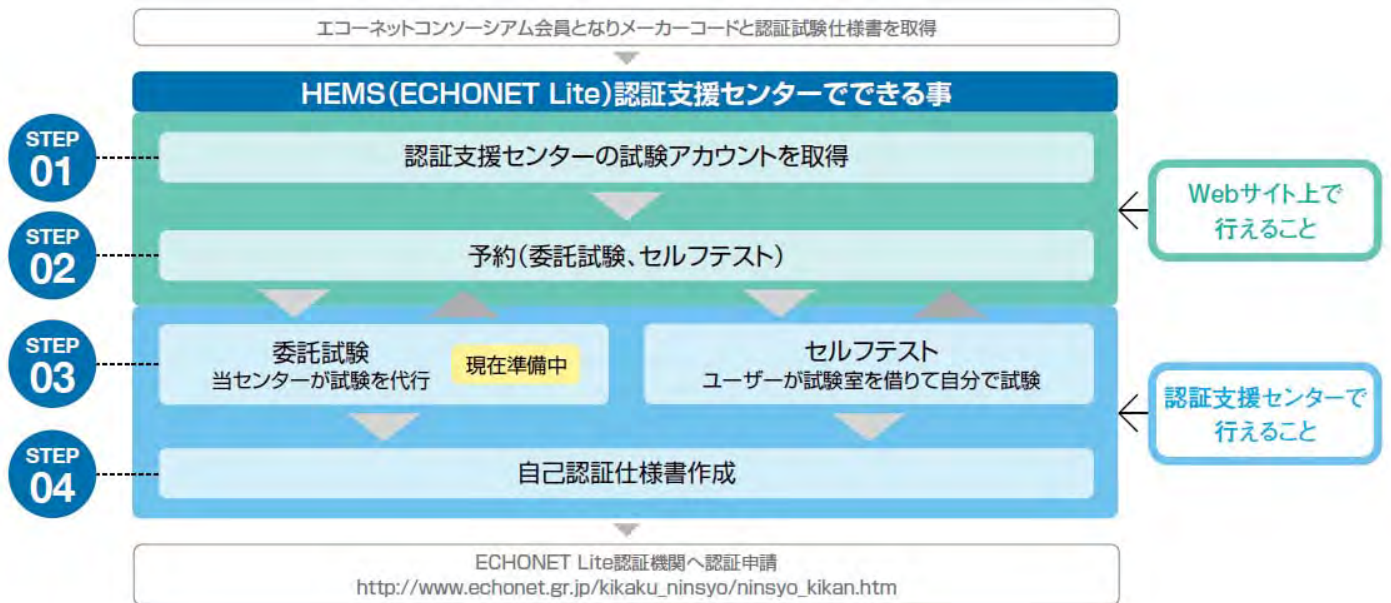 エコーネットコンソーシアム会員となりメーカーコードと認証試験仕様書を取得
HEMS(ECHONET Lite)認証支援センターでできる事
STEP
01
認証支援センターの試験アカウントを取得
Webサイト上で
行えること
STEP
02
予約(委託試験、セルフテスト)
STEP
03
委託試験
当センターが試験を代行
現在準備中
セルフテスト
ユーザーが試験室を借りて自分で試験
認証支援センターで
行えること
STEP
04
自己認証仕様書作成
ECHONET Lite認証機関へ認証申請
http://www.echonet.gr.jp/kikaku_ninsyo/ninsyo_kikan.htm